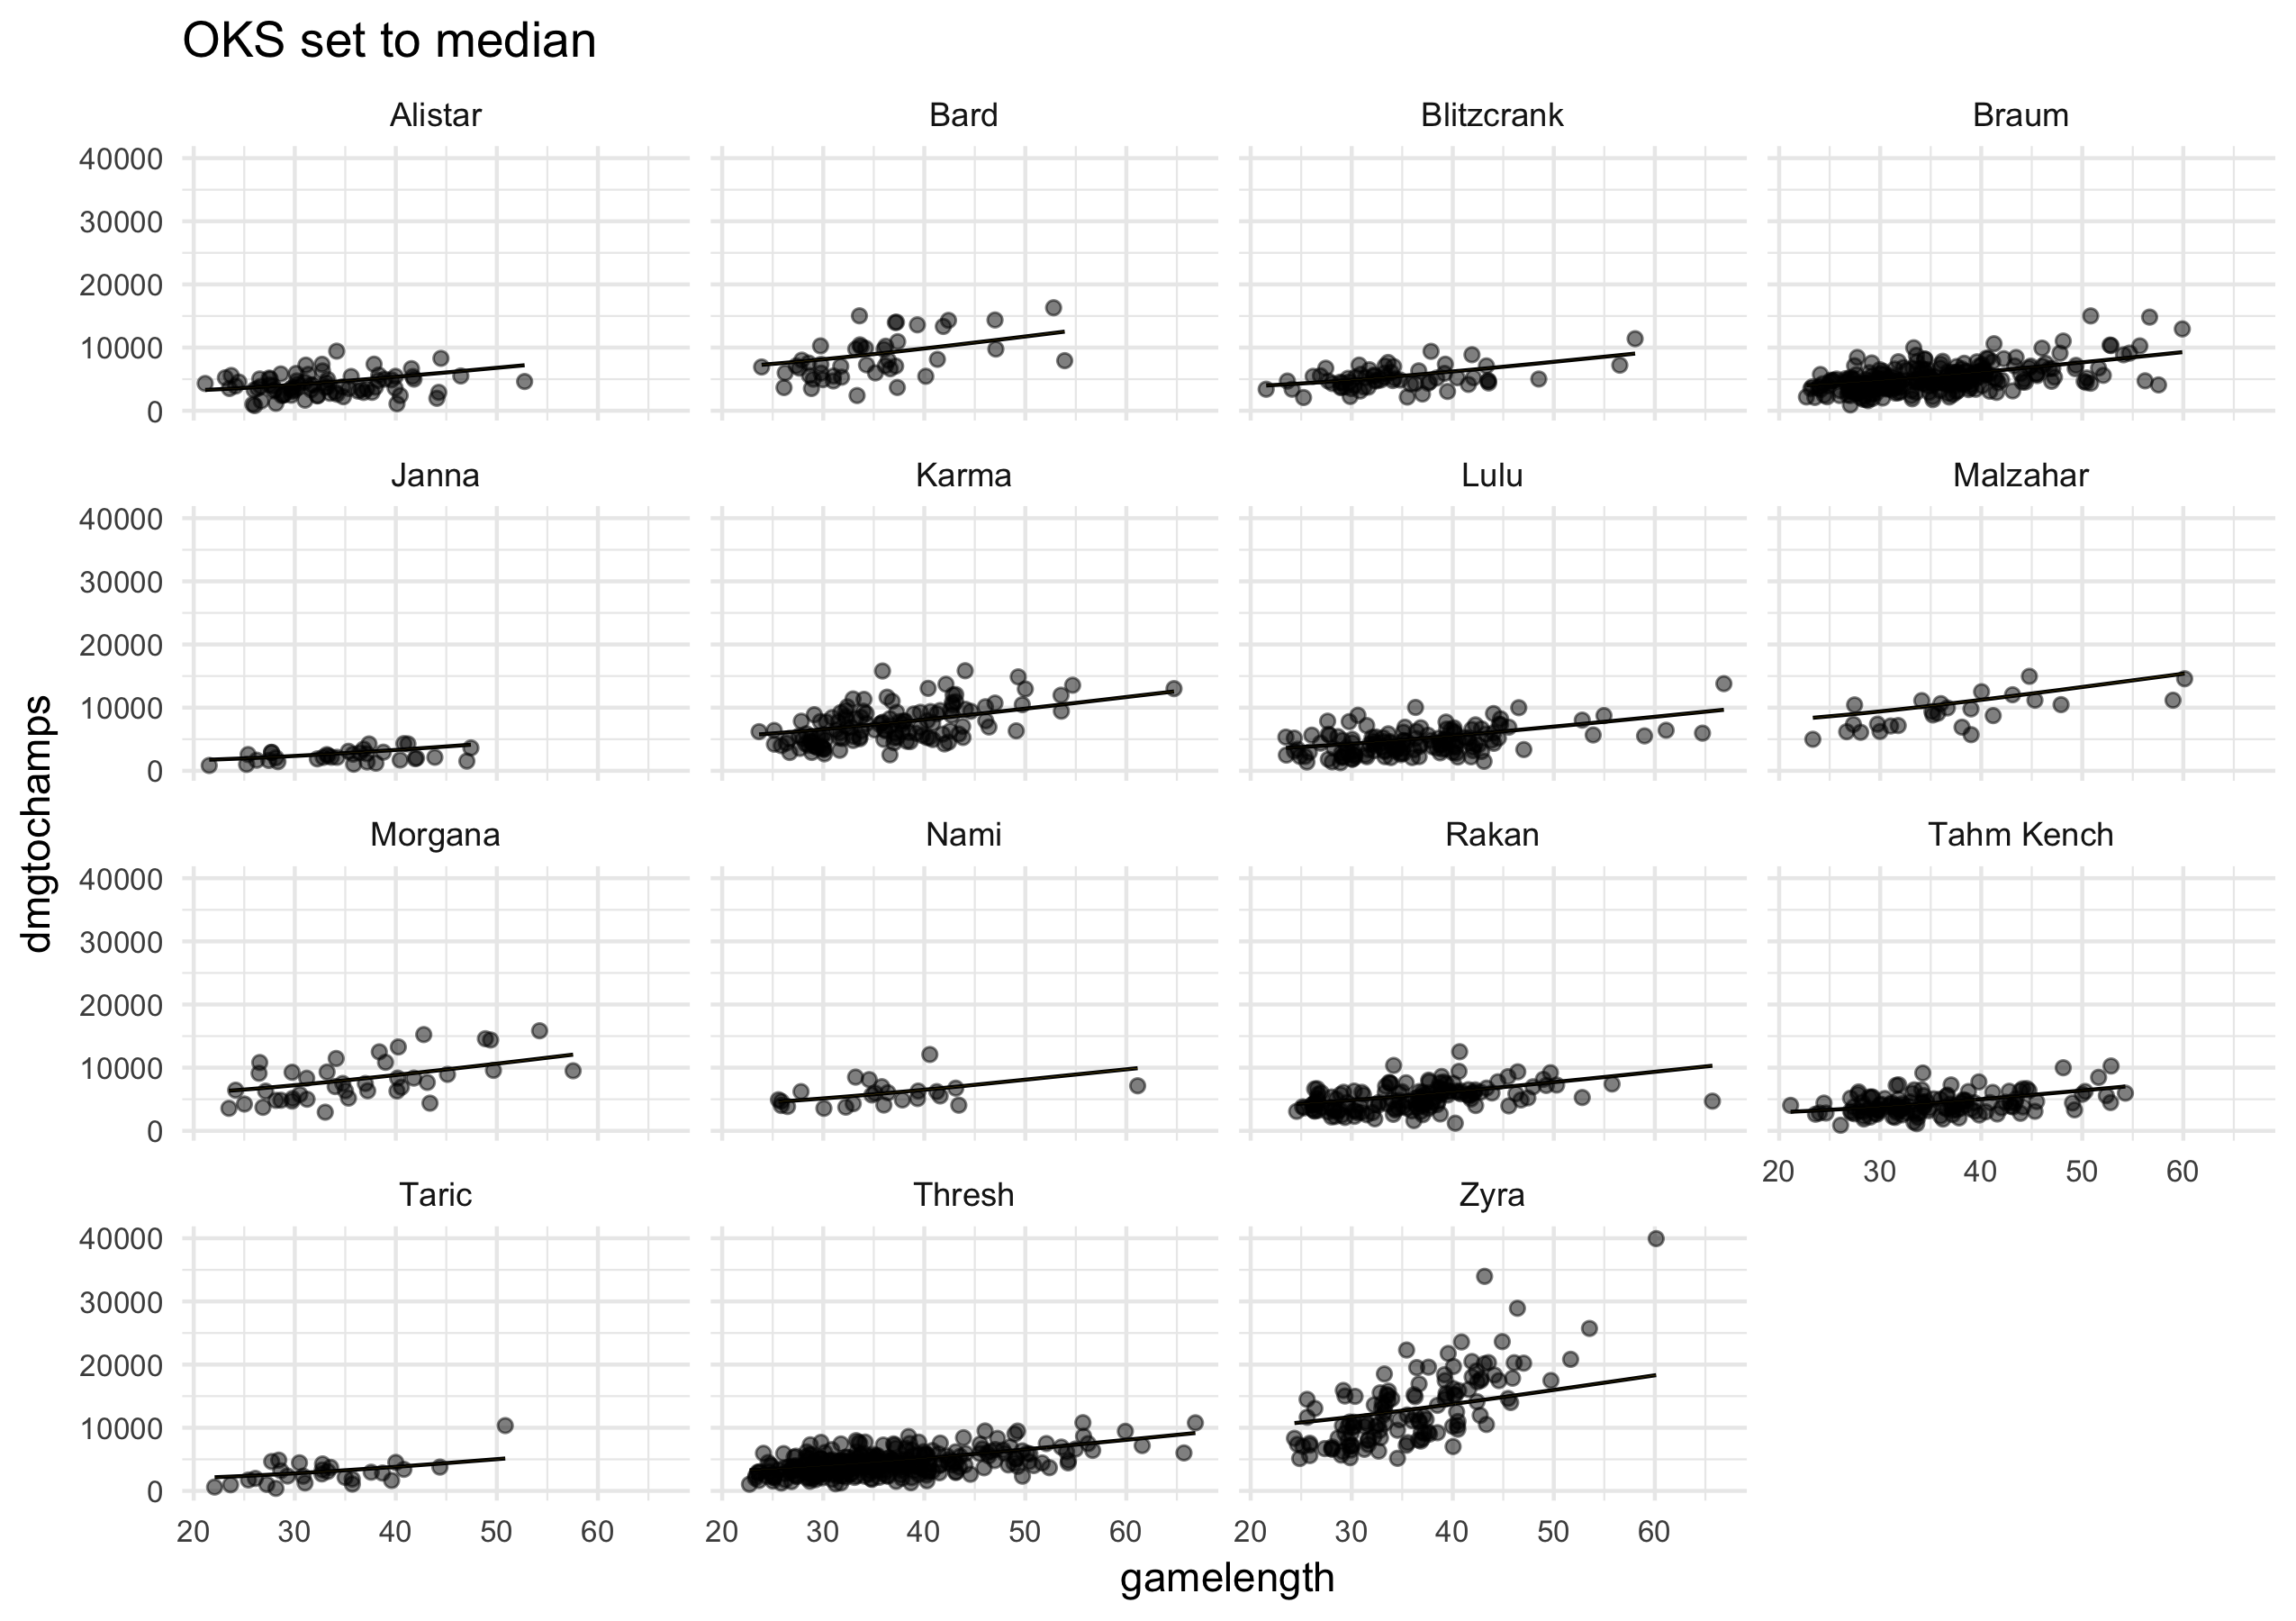 OKS set to median
Alistar Bard Blitzcrank Braum
40000
30000
20000
10000
0
Janna Karma Lulu Malzahar
40000
30000
20000
10000
0
dmgtochamps
Morgana Nami Rakan Tahm Kench
40000
30000
20000
10000
0
20 30 40 50 60
Taric Thresh Zyra
40000
30000
20000
10000
0
20 30 40 50 60 20 30 40 50 60 20 30 40 50 60
gamelength